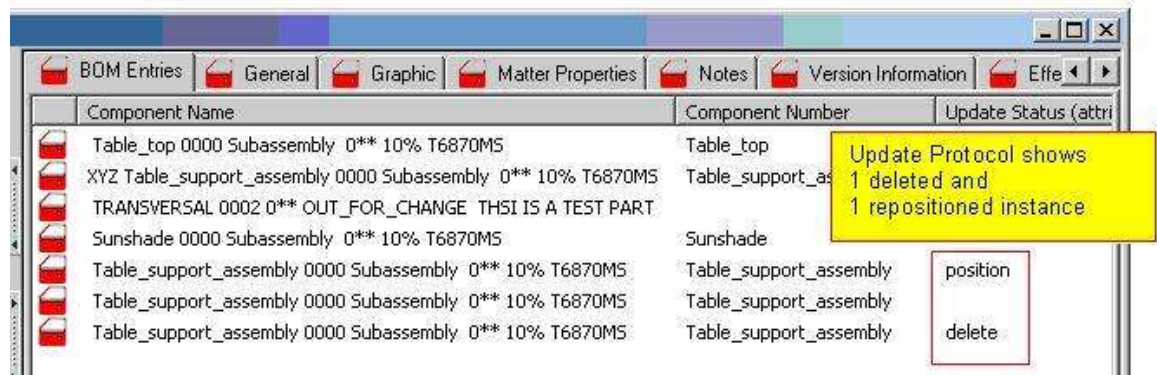 BOM Entries General Graphic Matter Properties Notes Version Information Effe
Component Name Component Number Update Status (attri
Table_top 0000 Subassembly 0** 10% T6870MS Table_top
XYZ Table_support_assembly 0000 Subassembly 0** 10% T6870MS Table_support_as
TRANSVERSAL 0002 0** OUT_FOR_CHANGE THSI IS A TEST PART
Sunshade 0000 Subassembly 0** 10% T6870MS Sunshade
Update Protocol shows
1 deleted and
1 repositioned instance
Table_support_assembly 0000 Subassembly 0** 10% T6870MS Table_support_assembly position
Table_support_assembly 0000 Subassembly 0** 10% T6870MS Table_support_assembly
Table_support_assembly 0000 Subassembly 0** 10% T6870MS Table_support_assembly delete